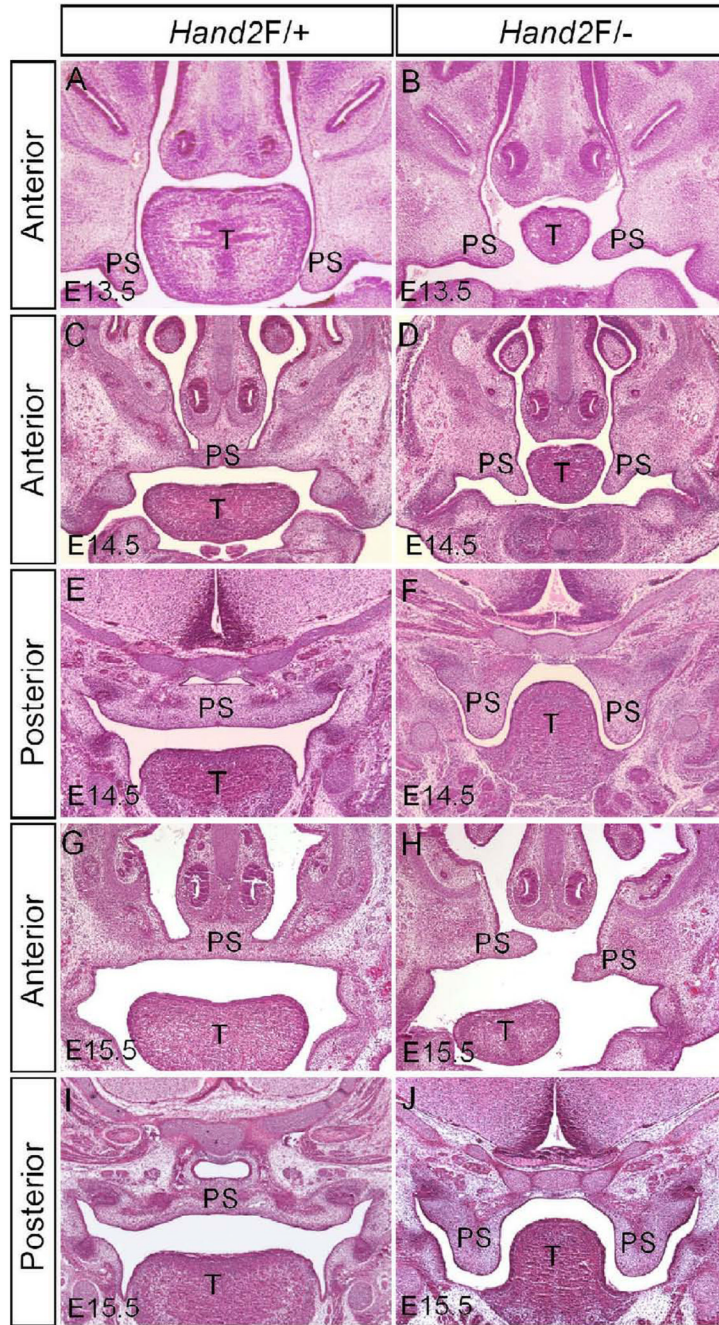 Hand2F/+ Hand2F/-
Anterior
A
T
PS PS
E13.5
B
T
PS PS
E13.5
Anterior
C
PS
T
E14.5
D
PS PS
T
E14.5
Posterior
E
PS
T
E14.5
F
PS PS
T
E14.5
Anterior
G
PS
T
E15.5
H
PS
PS
T
E15.5
Posterior
I
PS
T
E15.5
J
PS PS
T
E15.5